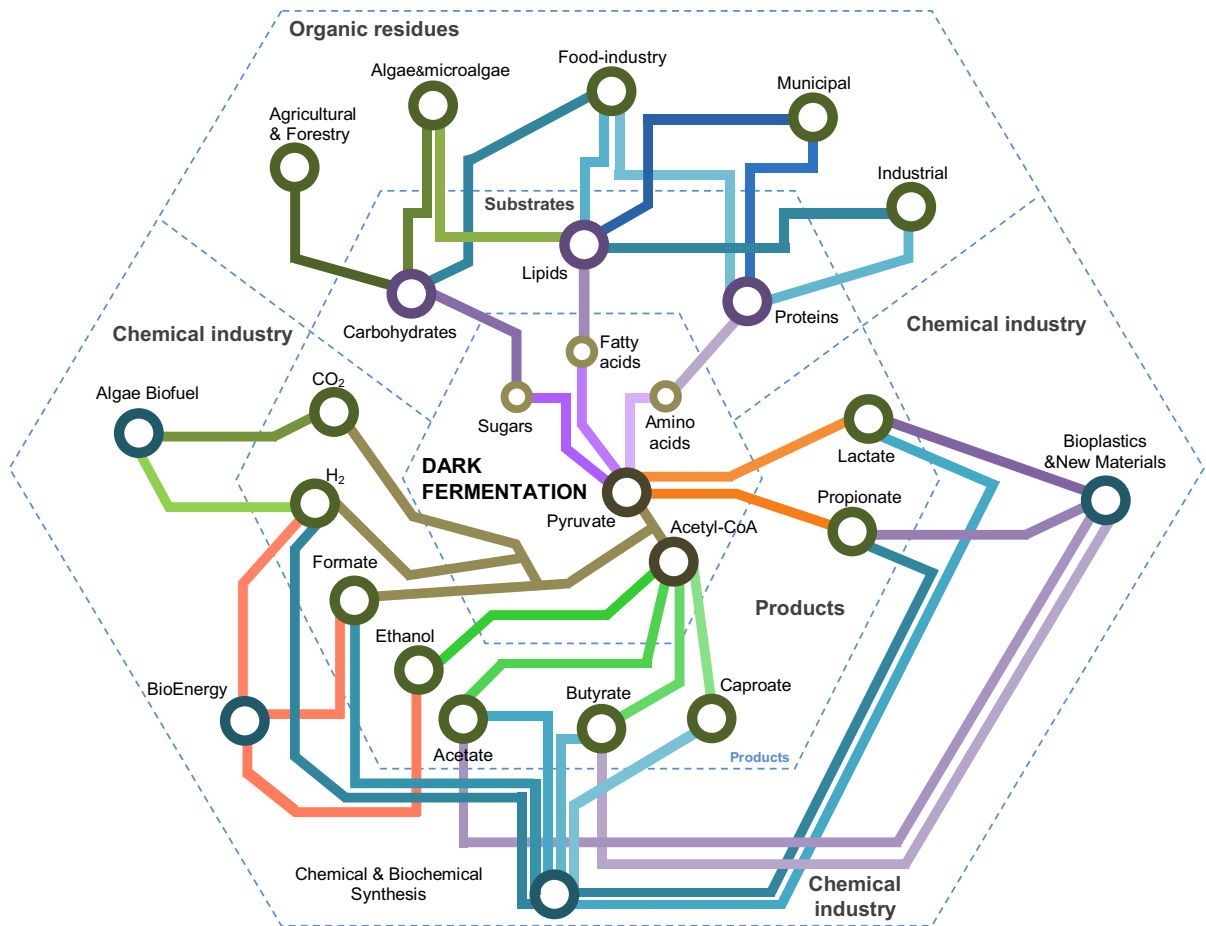 Organic residues
Food-industry
Algae&microalgae
Municipal
Agricultural
& Forestry
Industrial
Substrates
Lipids
Proteins
Carbohydrates
Chemical industry
Chemical industry
Fatty
acids
CO₂
Algae Biofuel
Sugars
Amino
acids
Lactate
Bioplastics
&New Materials
DARK
FERMENTATION
H₂
Propionate
Pyruvate
Acetyl-CoA
Formate
Products
Ethanol
BioEnergy
Butyrate
Caproate
Acetate
Products
Chemical & Biochemical
Synthesis
Chemical
industry